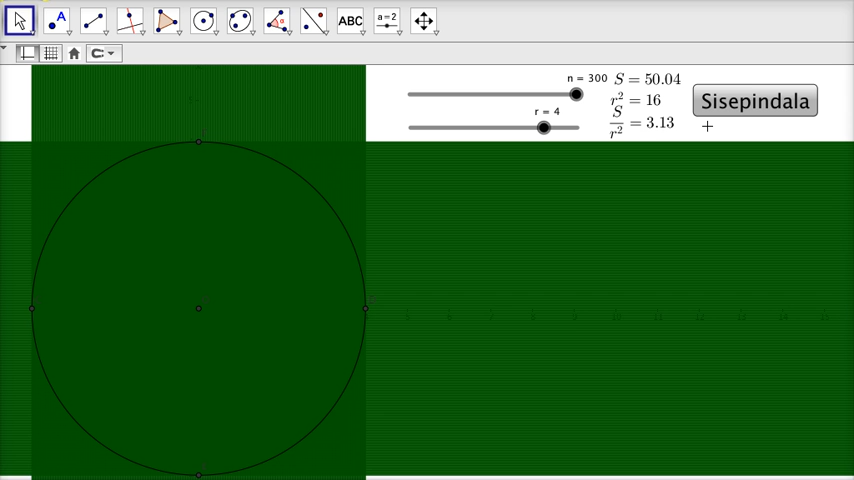 A
ABC
a=2
n = 300
S = 50.04
r² = 16
r = 4
S/r² = 3.13
Sisepindala